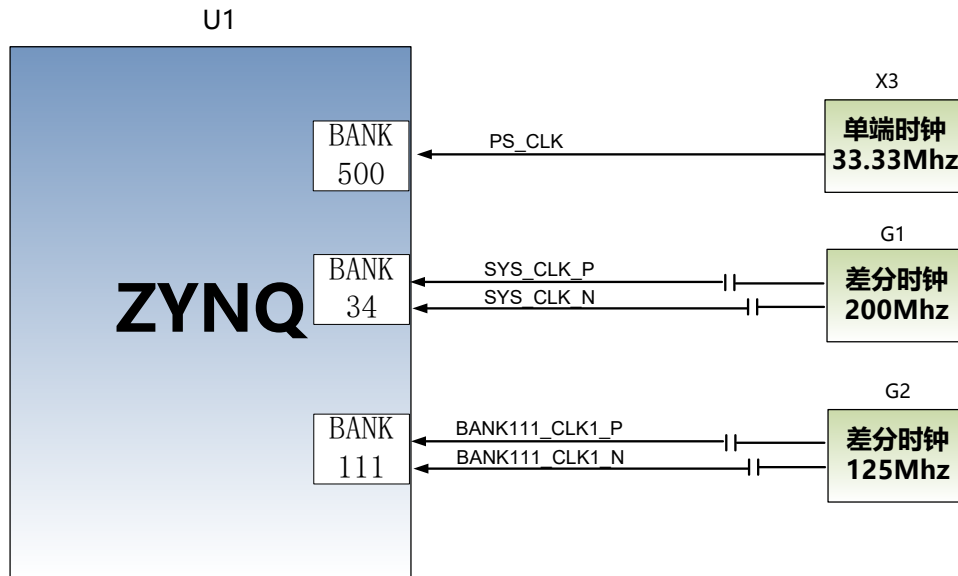 U1
X3
BANK
500
PS_CLK
单端时钟
33.33Mhz
G1
ZYNQ
BANK
34
SYS_CLK_P
SYS_CLK_N
差分时钟
200Mhz
G2
BANK
111
BANK111_CLK1_P
BANK111_CLK1_N
差分时钟
125Mhz